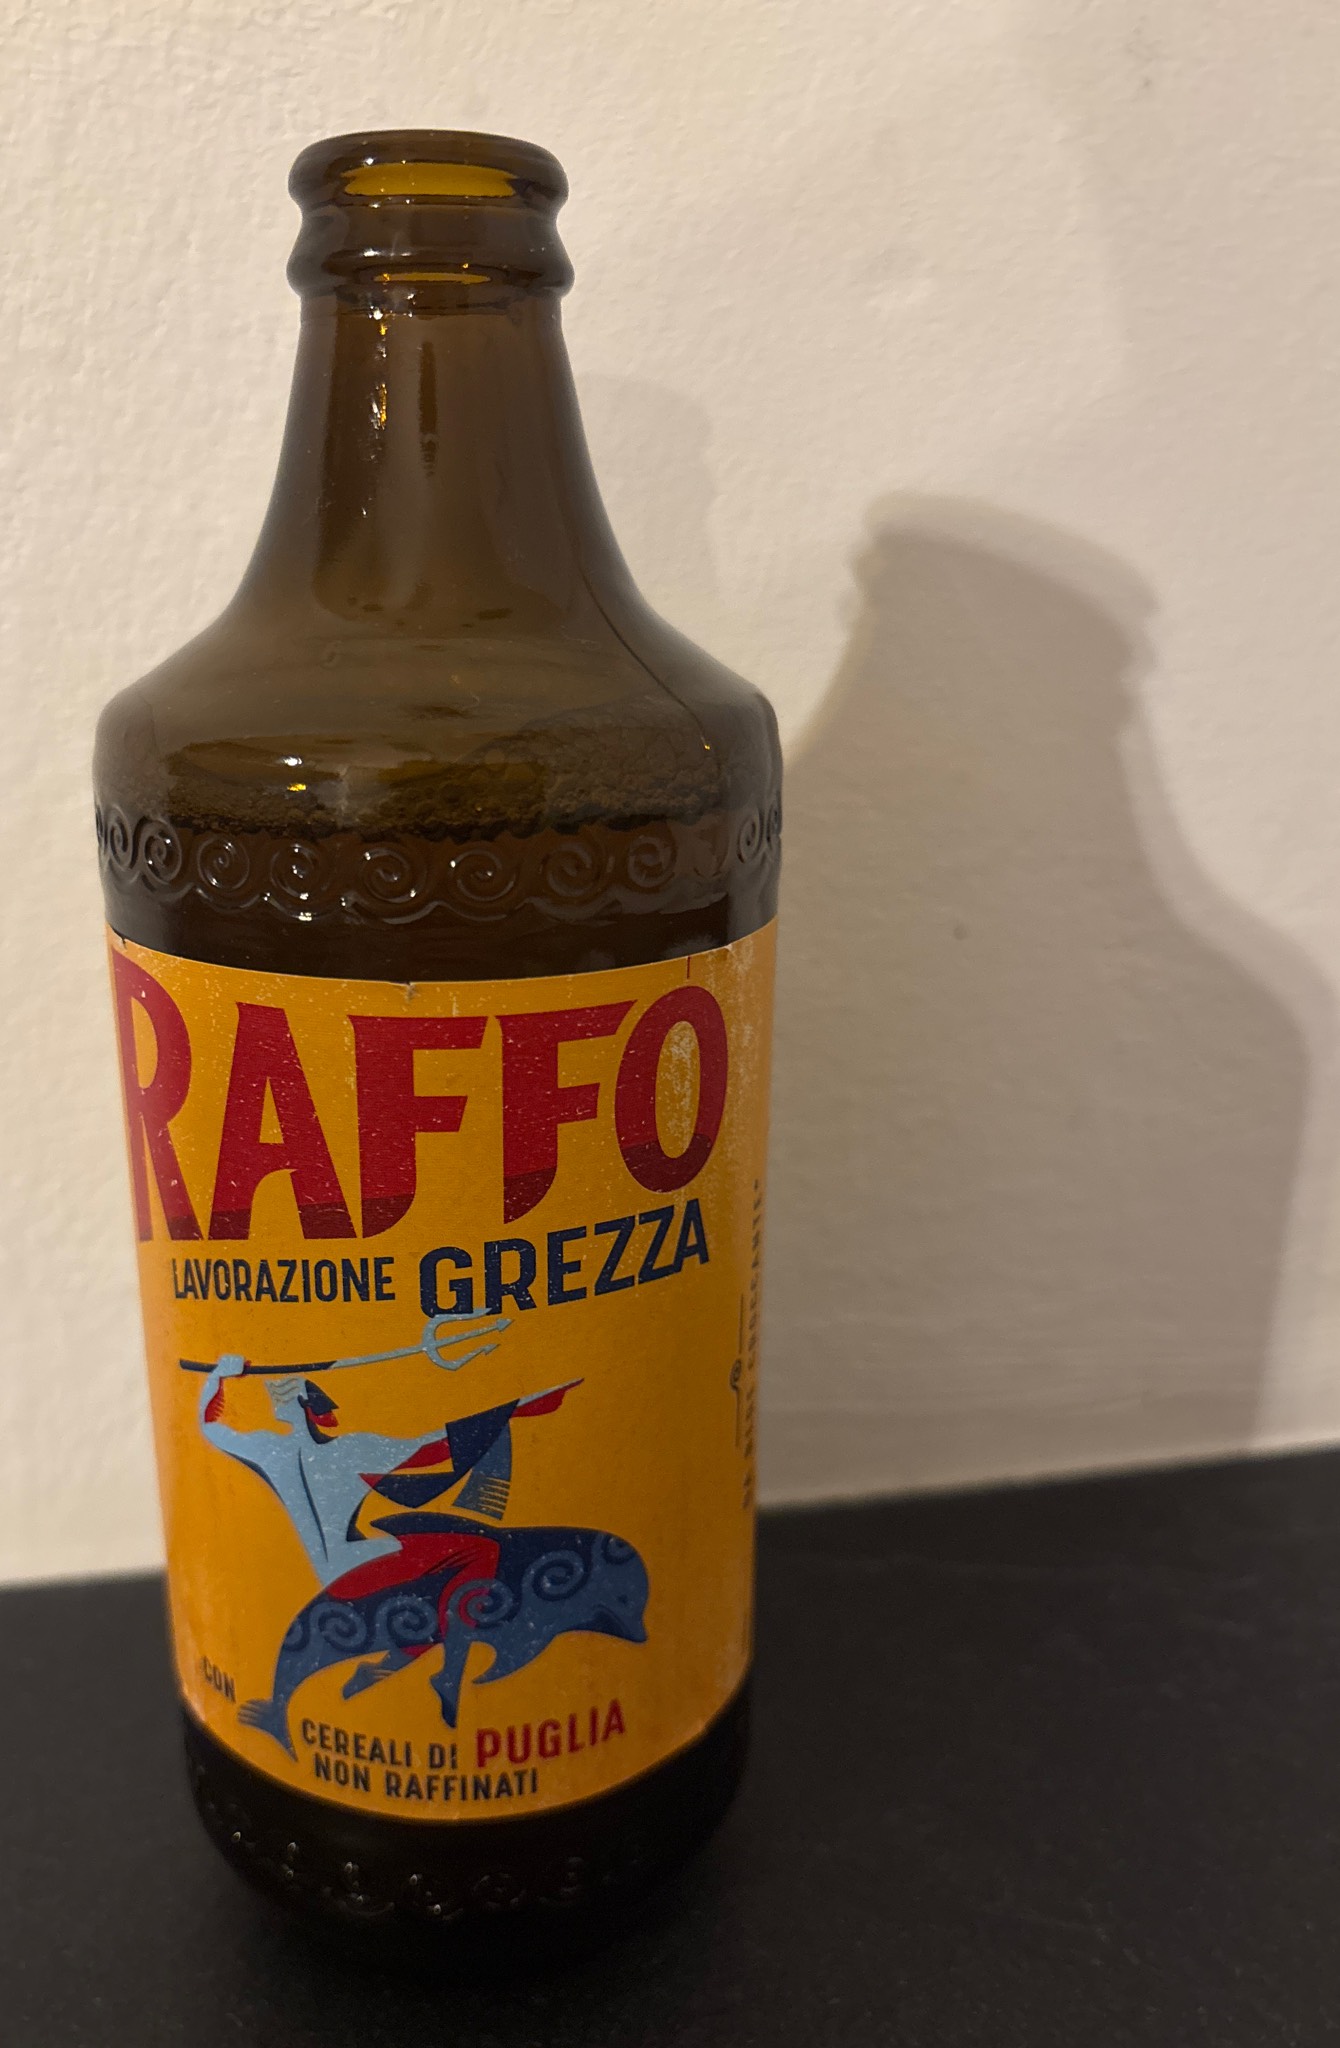 RAFFO
LAVORAZIONE GREZZA
CON
CEREALI DI PUGLIA
NON RAFFINATI